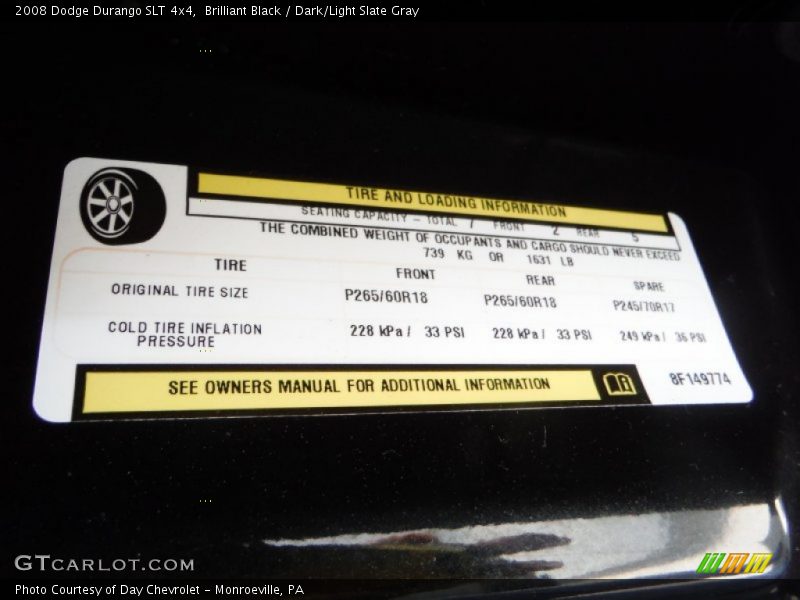 2008 Dodge Durango SLT 4x4,  Brilliant Black / Dark/Light Slate Gray
TIRE AND LOADING INFORMATION
SEATING CAPACITY – TOTAL 7 FRONT 2 REAR 5
THE COMBINED WEIGHT OF OCCUPANTS AND CARGO SHOULD NEVER EXCEED
739 KG OR 1631 LB
TIRE FRONT REAR SPARE
ORIGINAL TIRE SIZE P265/60R18 P265/60R18 P245/70R17
COLD TIRE INFLATION PRESSURE 228 kPa / 33 PSI 228 kPa / 33 PSI 249 kPa / 36 PSI
SEE OWNERS MANUAL FOR ADDITIONAL INFORMATION
8F149774
GTCARLOT.COM
Photo Courtesy of Day Chevrolet – Monroeville, PA